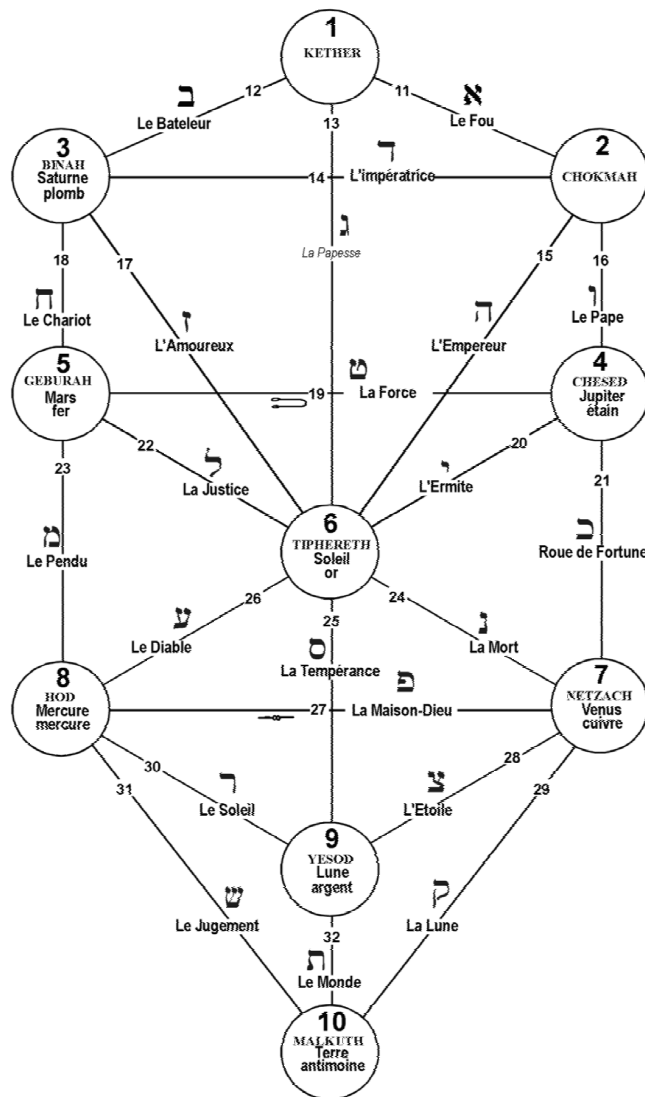 1
KETHER
ב
12
11
א
Le Bateleur
13
Le Fou
3
BINAH
Saturne
plomb
ד
14
L'impératrice
2
CHOKMAH
ג
La Papesse
18
17
15
16
ח
Le Chariot
ז
L'Amoureux
ה
L'Empereur
ו
Le Pape
5
GEBURAH
Mars
fer
19
La Force
4
CHESED
Jupiter
étain
23
22
ל
La Justice
20
י
L'Ermite
21
6
TIPHERETH
Soleil
or
Le Pendu
Roue de Fortune
26
25
24
ע
Le Diable
ס
La Tempérance
נ
La Mort
8
HOD
Mercure
mercure
פ
27
La Maison-Dieu
7
NETZACH
Venus
cuivre
31
30
28
29
ר
Le Soleil
צ
L'Etoile
9
YESOD
Lune
argent
ש
Le Jugement
ק
La Lune
32
ת
Le Monde
10
MALKUTH
Terre
antimoine